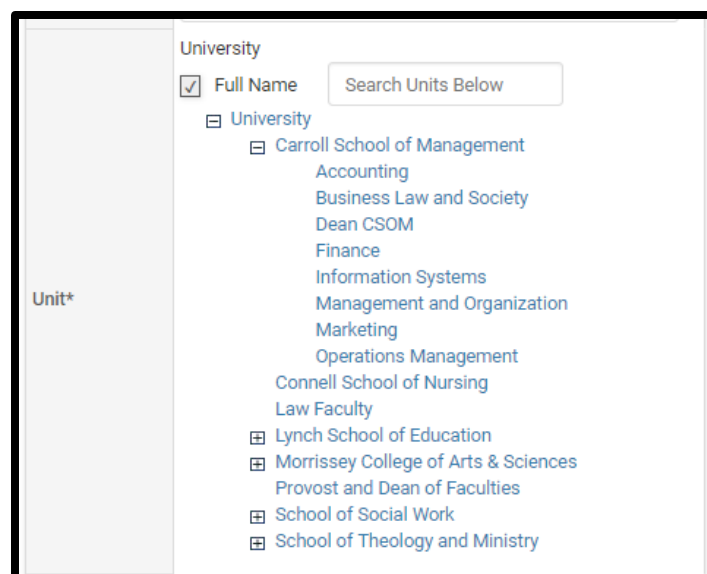 University
Full Name Search Units Below
University
Carroll School of Management
Accounting
Business Law and Society
Dean CSOM
Finance
Information Systems
Unit*
Management and Organization
Marketing
Operations Management
Connell School of Nursing
Law Faculty
Lynch School of Education
Morrissey College of Arts & Sciences
Provost and Dean of Faculties
School of Social Work
School of Theology and Ministry